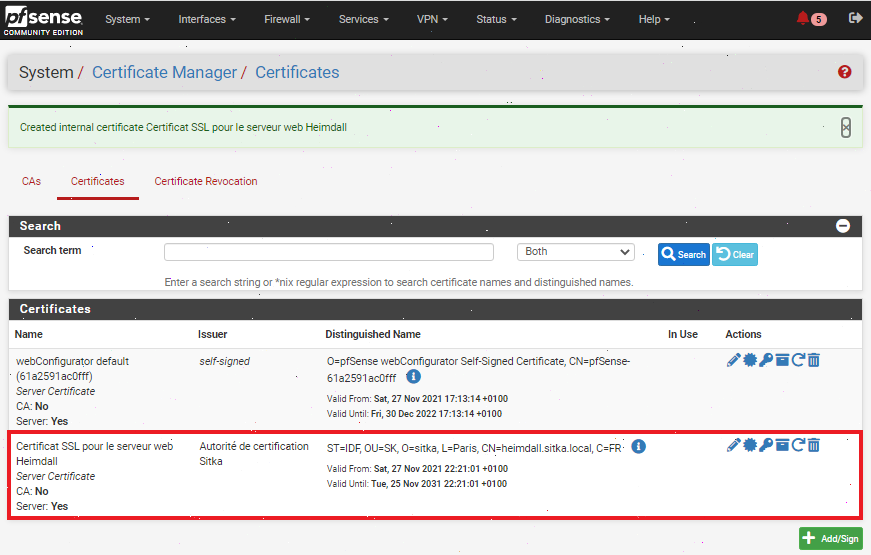 pfsense
COMMUNITY EDITION
System
Interfaces
Firewall
Services
VPN
Status
Diagnostics
Help
5
System / Certificate Manager / Certificates
Created internal certificate Certificat SSL pour le serveur web Heimdall
CAs
Certificates
Certificate Revocation
Search
Search term
Both
Search
Clear
Enter a search string or *nix regular expression to search certificate names and distinguished names.
Certificates
Name
Issuer
Distinguished Name
In Use
Actions
webConfigurator default
(61a2591ac0fff)
Server Certificate
CA: No
Server: Yes
self-signed
O=pfSense webConfigurator Self-Signed Certificate, CN=pfSense-
61a2591ac0fff
Valid From: Sat, 27 Nov 2021 17:13:14 +0100
Valid Until: Fri, 30 Dec 2022 17:13:14 +0100
Certificat SSL pour le serveur web
Heimdall
Server Certificate
CA: No
Server: Yes
Autorité de certification
Sitka
ST=IDF, OU=SK, O=sitka, L=Paris, CN=heimdall.sitka.local, C=FR
Valid From: Sat, 27 Nov 2021 22:21:01 +0100
Valid Until: Tue, 25 Nov 2031 22:21:01 +0100
Add/Sign